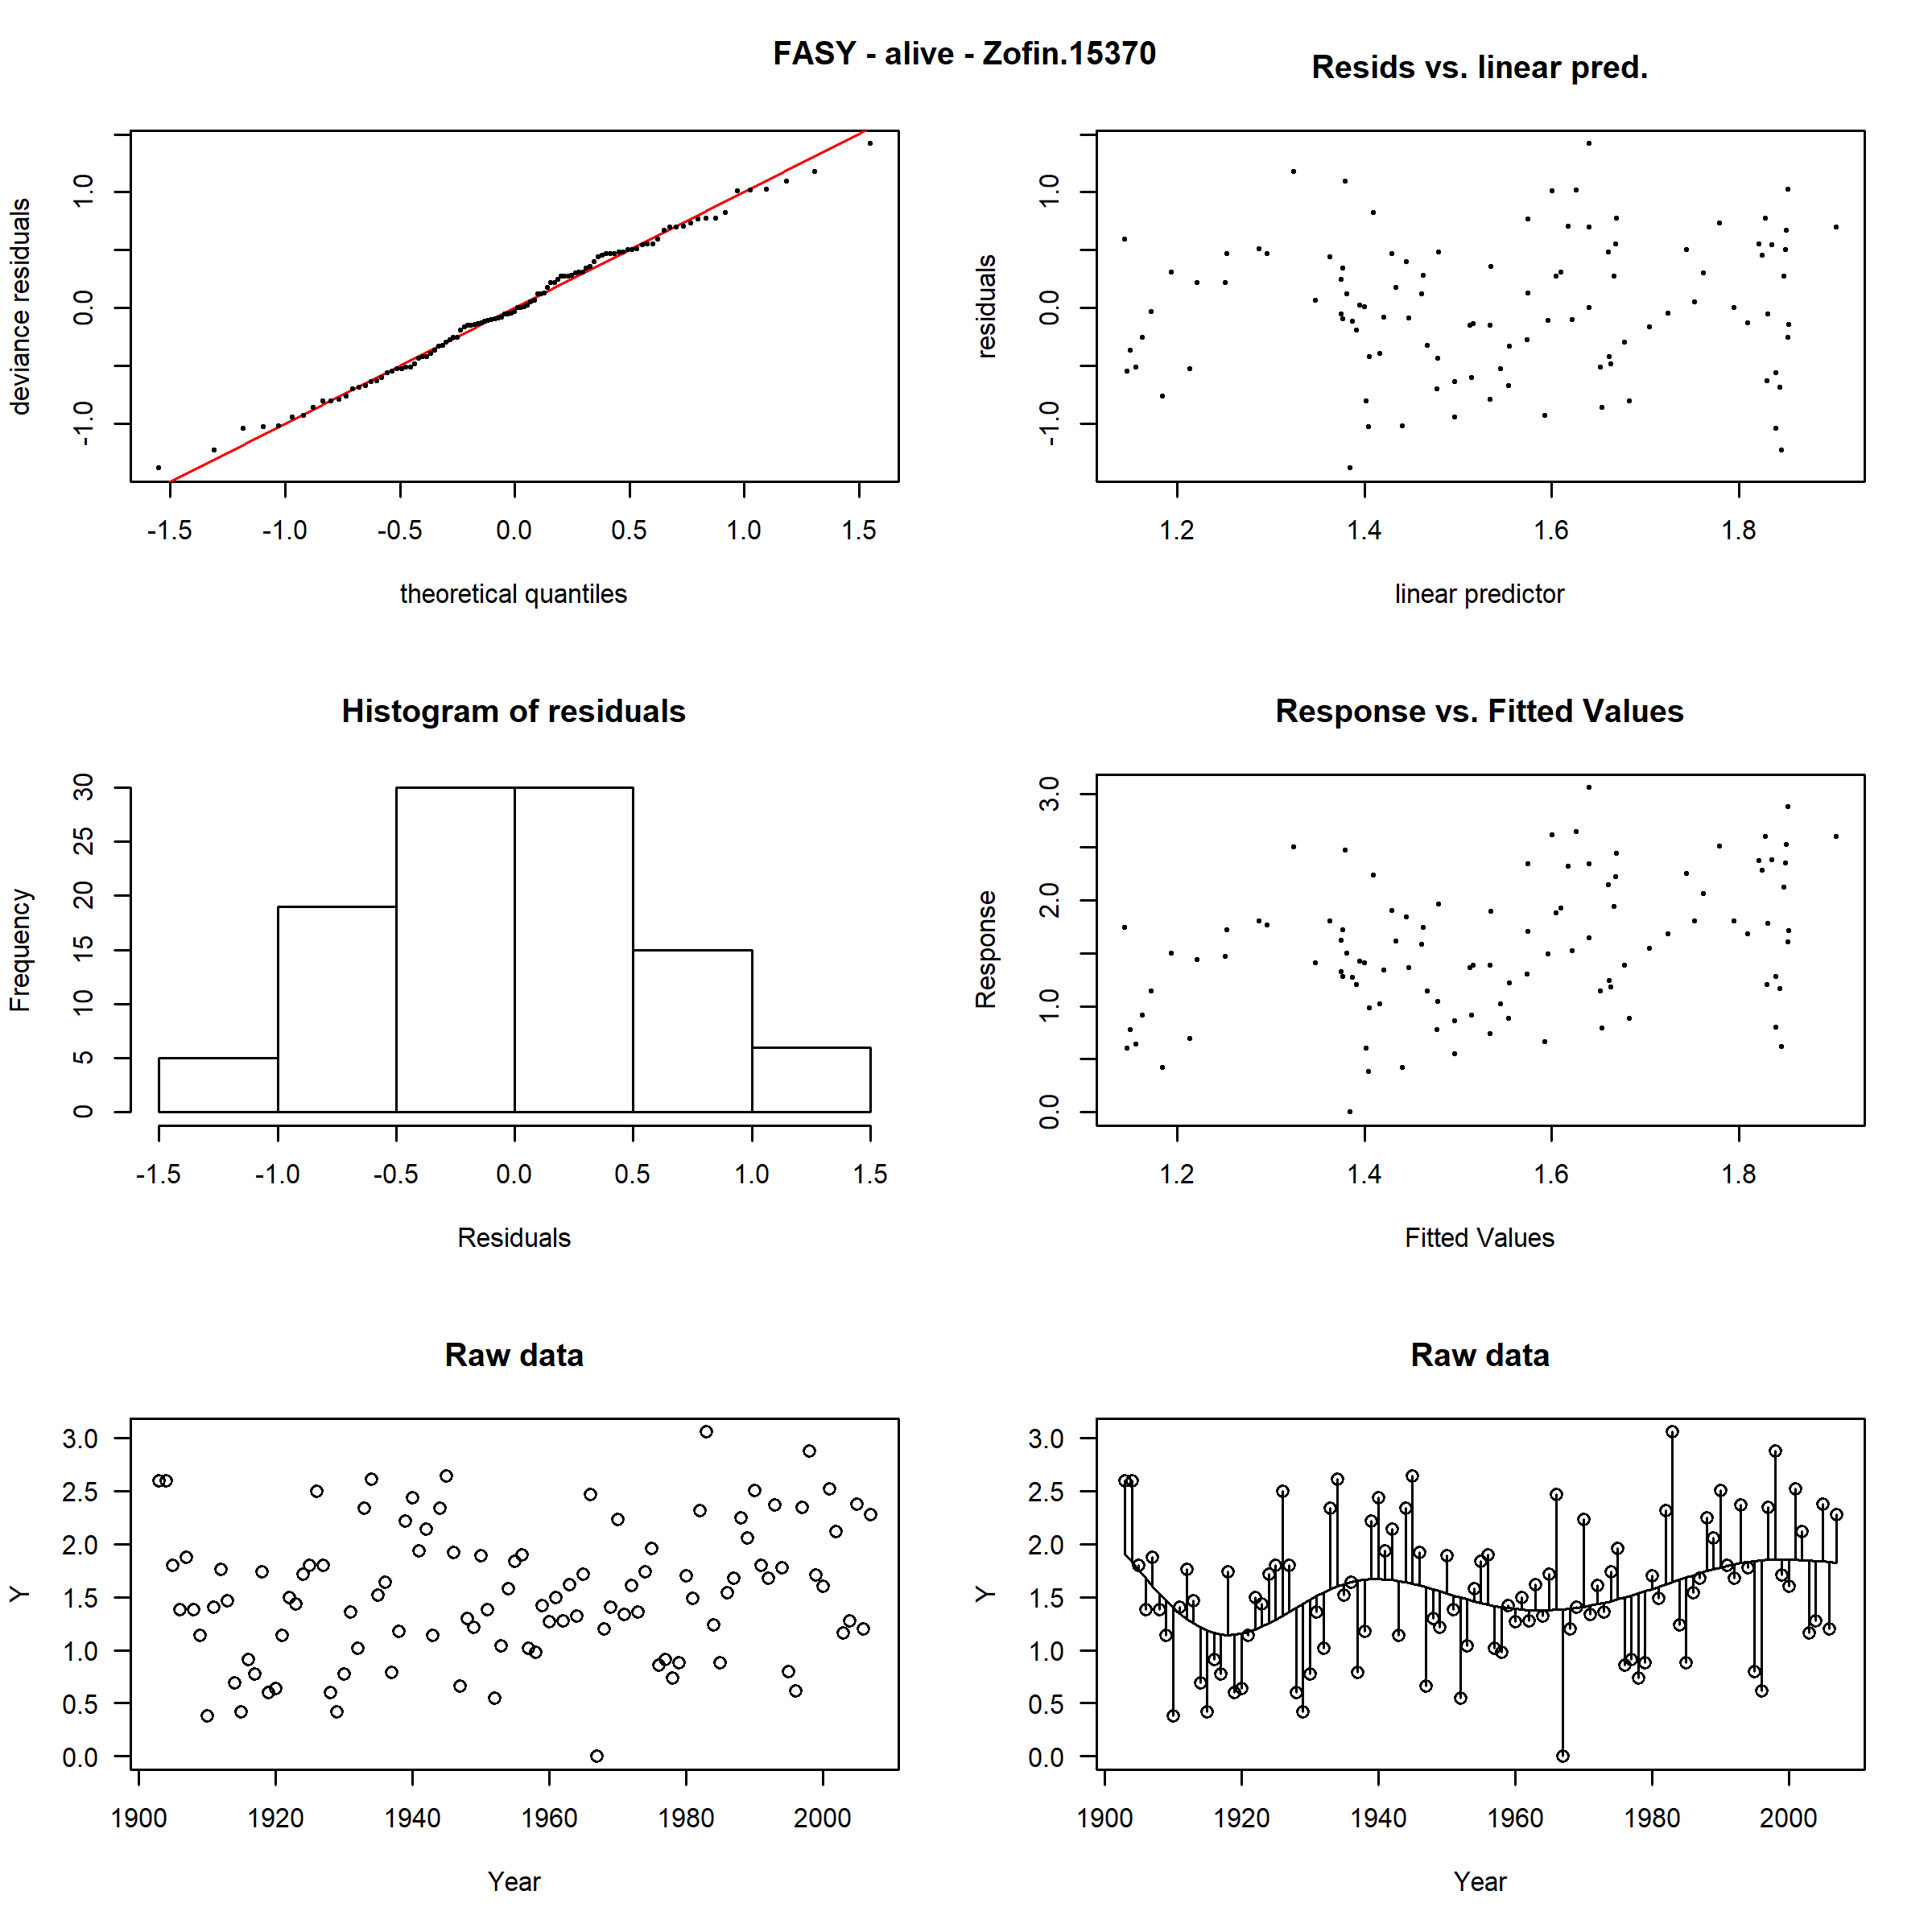 FASY - alive - Zofin.15370
Resids vs. linear pred.
deviance residuals
-1.0 0.0 1.0
-1.5 -1.0 -0.5 0.0 0.5 1.0 1.5
theoretical quantiles
residuals
-1.0 0.0 1.0
1.2 1.4 1.6 1.8
linear predictor
Histogram of residuals
Frequency
0 5 10 15 20 25 30
-1.5 -1.0 -0.5 0.0 0.5 1.0 1.5
Residuals
Response vs. Fitted Values
Response
0.0 1.0 2.0 3.0
1.2 1.4 1.6 1.8
Fitted Values
Raw data
Y
3.0
2.5
2.0
1.5
1.0
0.5
0.0
1900 1920 1940 1960 1980 2000
Year
Raw data
Y
3.0
2.5
2.0
1.5
1.0
0.5
0.0
1900 1920 1940 1960 1980 2000
Year